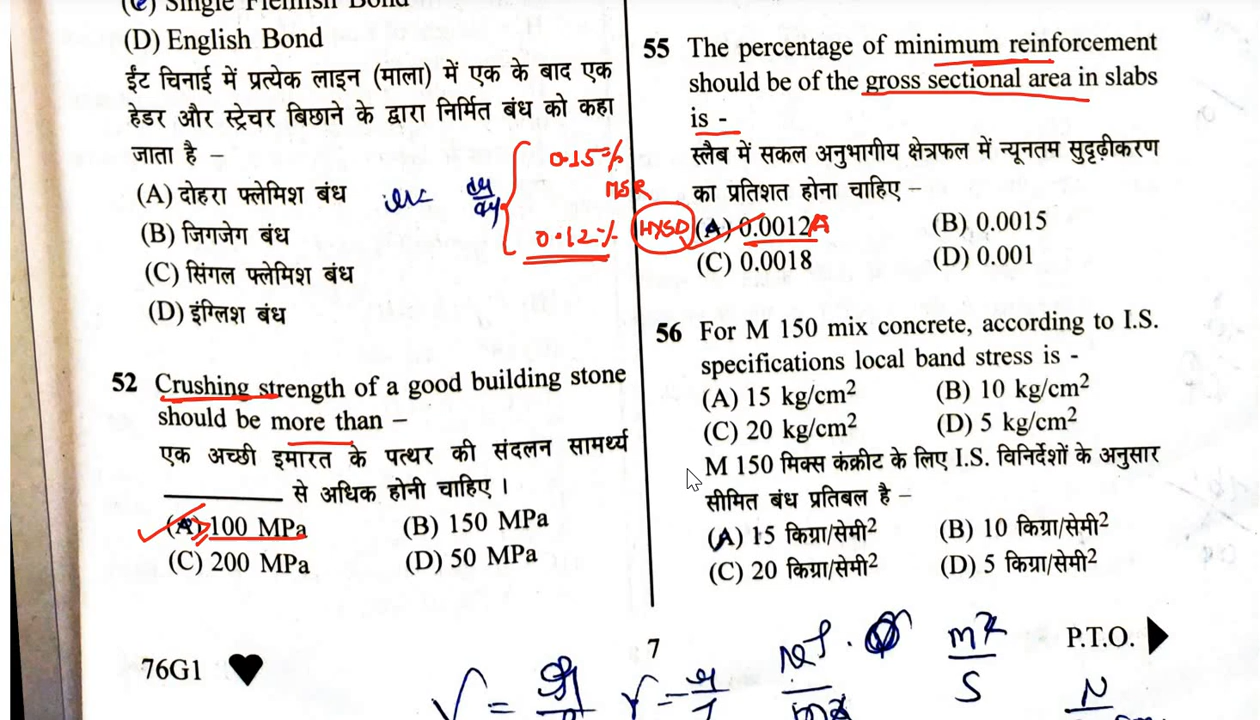 (C) Single Flemish Bond
(D) English Bond
ईंट चिनाई में प्रत्येक लाइन (माला) में एक के बाद एक
हेडर और स्ट्रेचर बिछाने के द्वारा निर्मित बंध को कहा
जाता है –
(A) दोहरा फ्लेमिश बंध
(B) जिगजेग बंध
(C) सिंगल फ्लेमिश बंध
(D) इंग्लिश बंध
52 Crushing strength of a good building stone
should be more than –
एक अच्छी इमारत के पत्थर की संदलन सामर्थ्य
________ से अधिक होनी चाहिए ।
(A) 100 MPa (B) 150 MPa
(C) 200 MPa (D) 50 MPa
76G1
0.15%
MSR
0.12% HYSD
55 The percentage of minimum reinforcement
should be of the gross sectional area in slabs
is -
स्लैब में सकल अनुभागीय क्षेत्रफल में न्यूनतम सुदृढ़ीकरण
का प्रतिशत होना चाहिए –
(A) 0.0012 A (B) 0.0015
(C) 0.0018 (D) 0.001
56 For M 150 mix concrete, according to I.S.
specifications local band stress is -
(A) 15 kg/cm² (B) 10 kg/cm²
(C) 20 kg/cm² (D) 5 kg/cm²
M 150 मिक्स कंक्रीट के लिए I.S. विनिर्देशों के अनुसार
सीमित बंध प्रतिबल है –
(A) 15 किग्रा/सेमी² (B) 10 किग्रा/सेमी²
(C) 20 किग्रा/सेमी² (D) 5 किग्रा/सेमी²
7
P.T.O.
m²
S
N